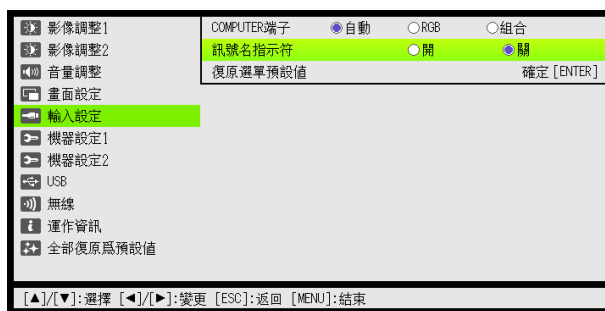 影像調整1
影像調整2
音量調整
畫面設定
輸入設定
機器設定1
機器設定2
USB
無線
運作資訊
全部復原爲預設值
COMPUTER端子 自動 RGB 組合
訊號名指示符 開 關
復原選單預設值 確定 [ENTER]
[▲]/[▼]:選擇 [◄]/[►]:變更 [ESC]:返回 [MENU]:結束